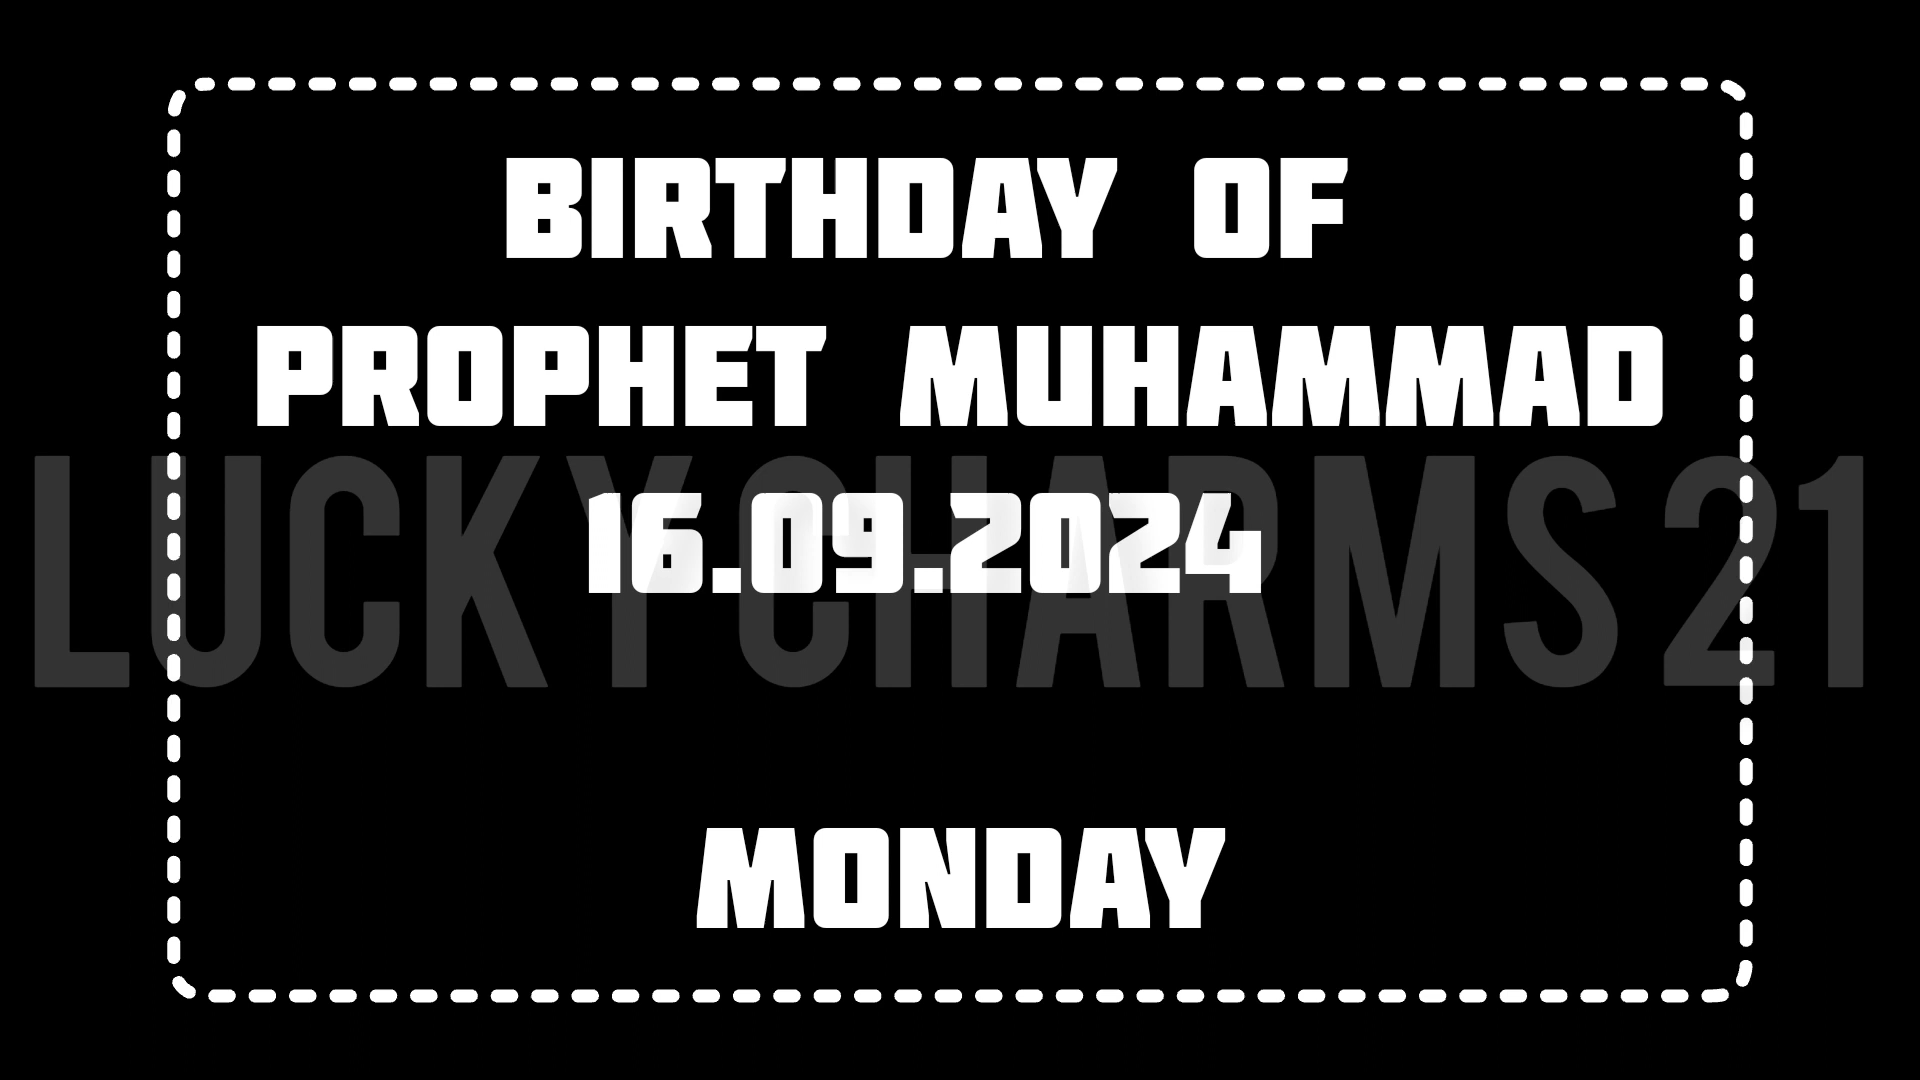 BIRTHDAY OF
PROPHET MUHAMMAD
16.09.2024
LUCKY CHARMS 21
MONDAY